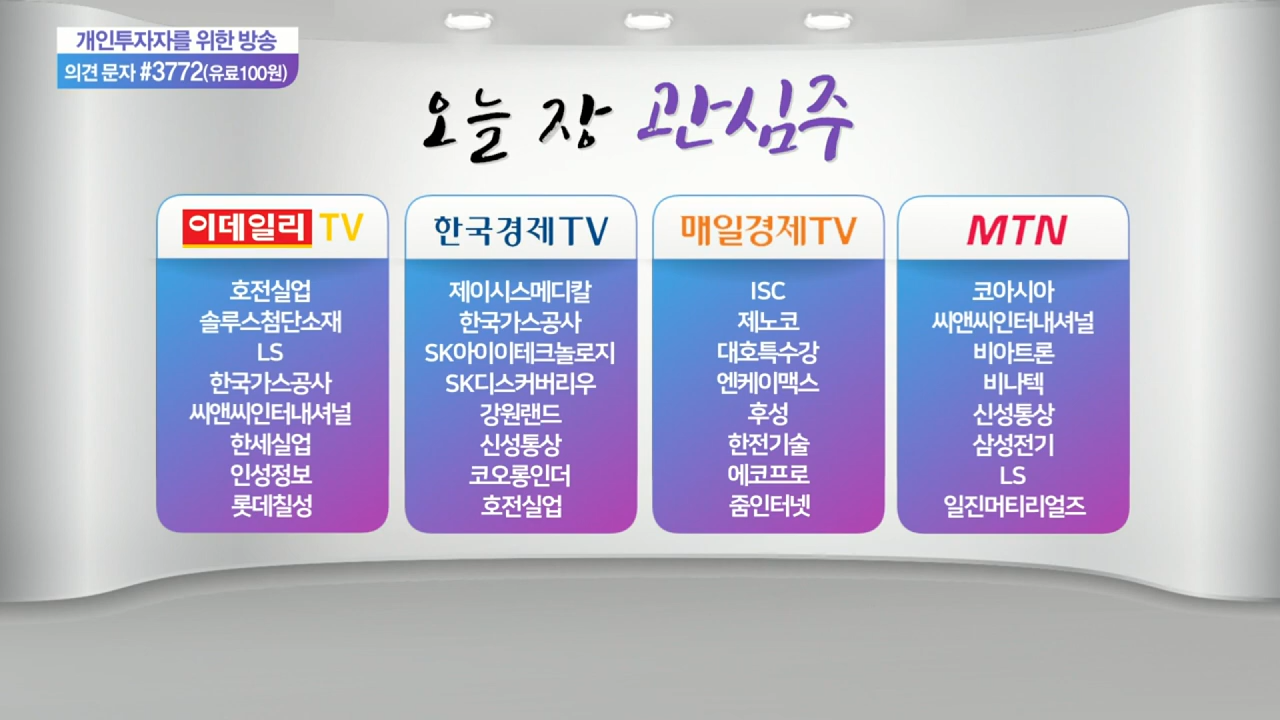 개인투자자를 위한 방송
의견 문자 #3772(유료100원)
오늘 장 관심주
이데일리 TV
호전실업
솔루스첨단소재
LS
한국가스공사
씨앤씨인터내셔널
한세실업
인성정보
롯데칠성
한국경제TV
제이시스메디칼
한국가스공사
SK아이이테크놀로지
SK디스커버리우
강원랜드
신성통상
코오롱인더
호전실업
매일경제TV
ISC
제노코
대호특수강
엔케이맥스
후성
한전기술
에코프로
줌인터넷
MTN
코아시아
씨앤씨인터내셔널
비아트론
비나텍
신성통상
삼성전기
LS
일진머티리얼즈